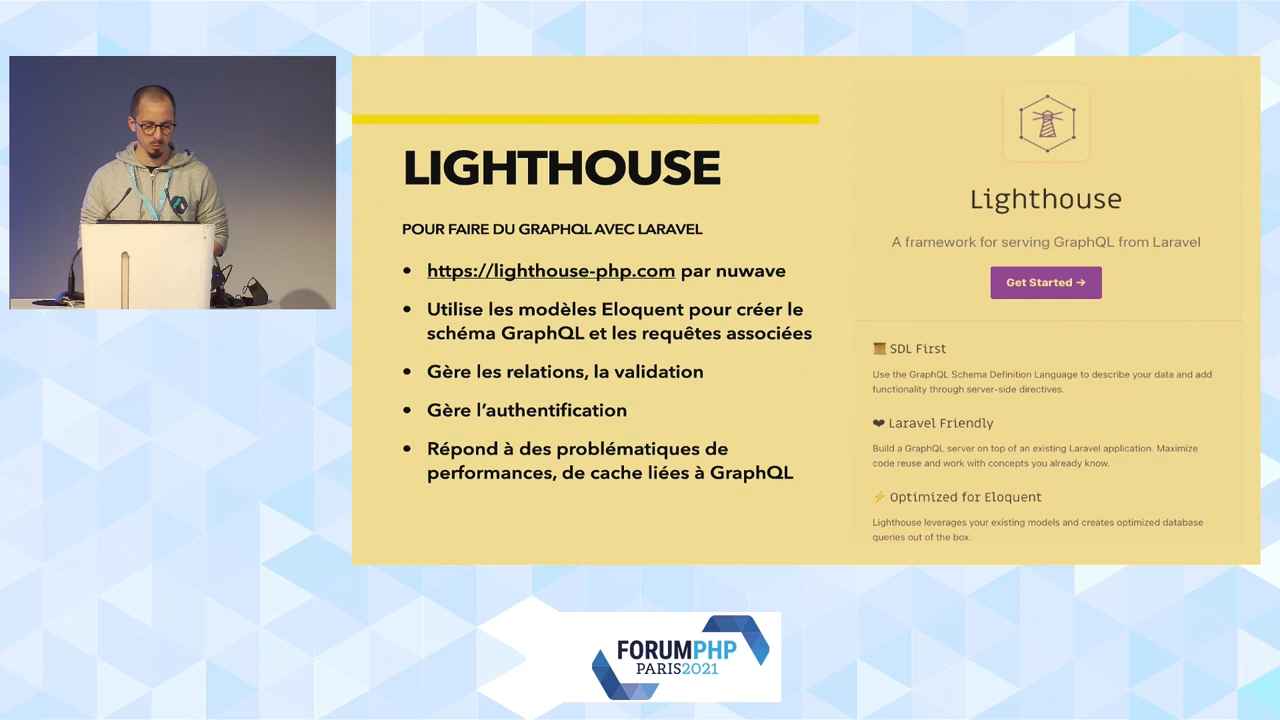 LIGHTHOUSE
POUR FAIRE DU GRAPHQL AVEC LARAVEL
• https://lighthouse-php.com par nuwave
• Utilise les modèles Eloquent pour créer le
schéma GraphQL et les requêtes associées
• Gère les relations, la validation
• Gère l’authentification
• Répond à des problématiques de
performances, de cache liées à GraphQL
Lighthouse
A framework for serving GraphQL from Laravel
Get Started →
SDL First
Use the GraphQL Schema Definition Language to describe your data and add
functionality through server-side directives.
❤ Laravel Friendly
Build a GraphQL server on top of an existing Laravel application. Maximize
code reuse and work with concepts you already know.
⚡ Optimized for Eloquent
Lighthouse leverages your existing models and creates optimized database
queries out of the box.
FORUMPHP
PARIS2021